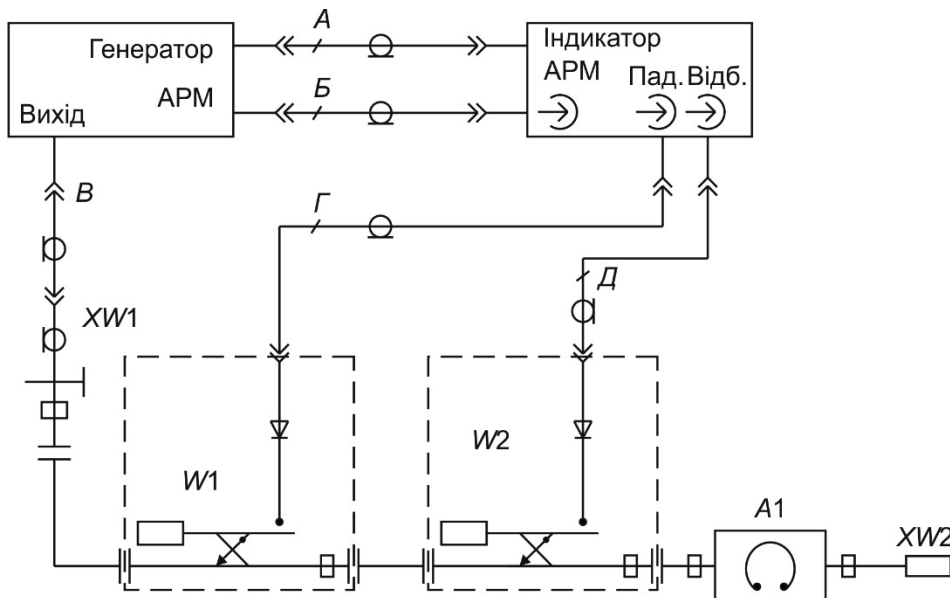 А
Генератор
АРМ
Вихід
Б
Індикатор
АРМ
Пад.
Відб.
В
Г
Д
XW1
W1
W2
A1
XW2